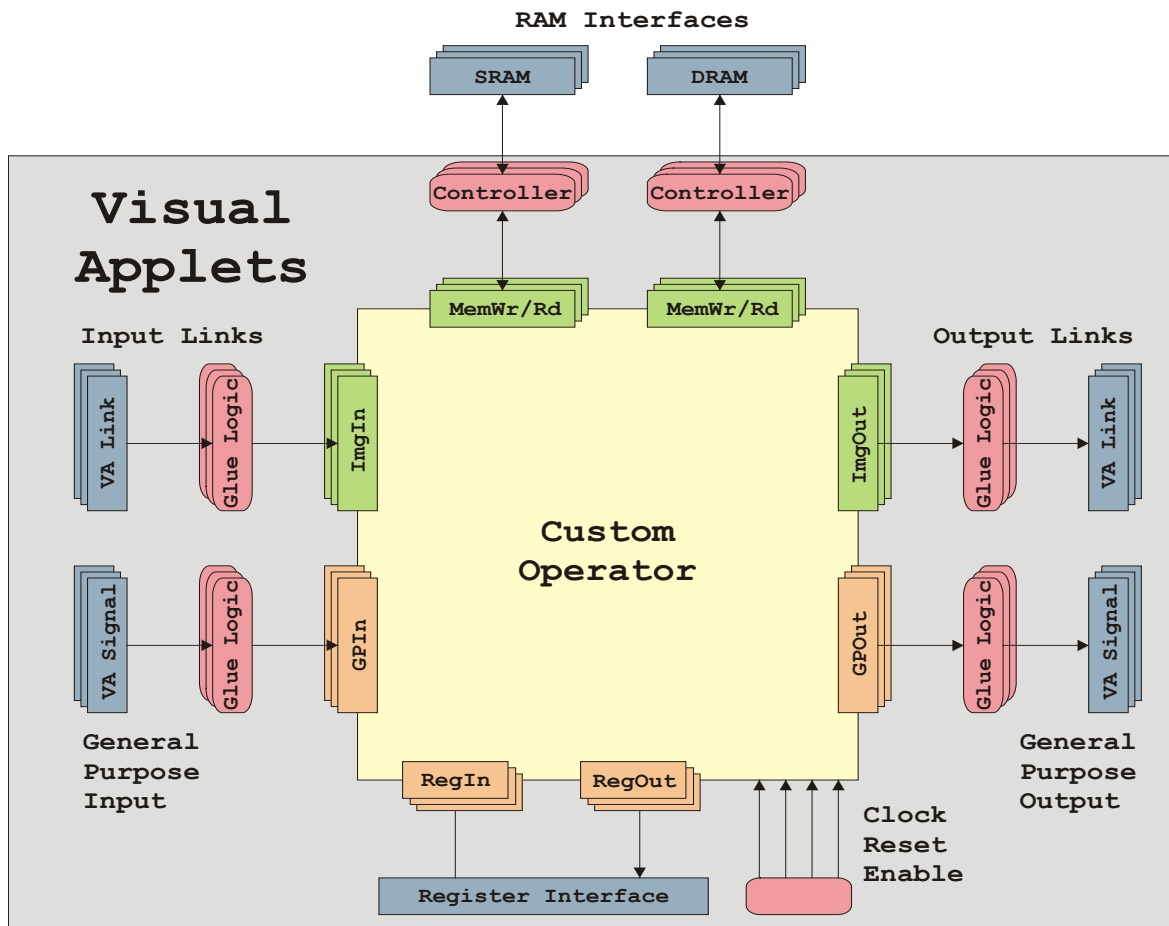 RAM Interfaces
SRAM
DRAM
Controller
Controller
Visual
Applets
MemWr/Rd
MemWr/Rd
Input Links
Output Links
VA Link
Glue Logic
ImgIn
ImgOut
Glue Logic
VA Link
Custom
Operator
VA Signal
Glue Logic
GPIn
GPOut
Glue Logic
VA Signal
General
Purpose
Input
General
Purpose
Output
RegIn
RegOut
Clock
Reset
Enable
Register Interface